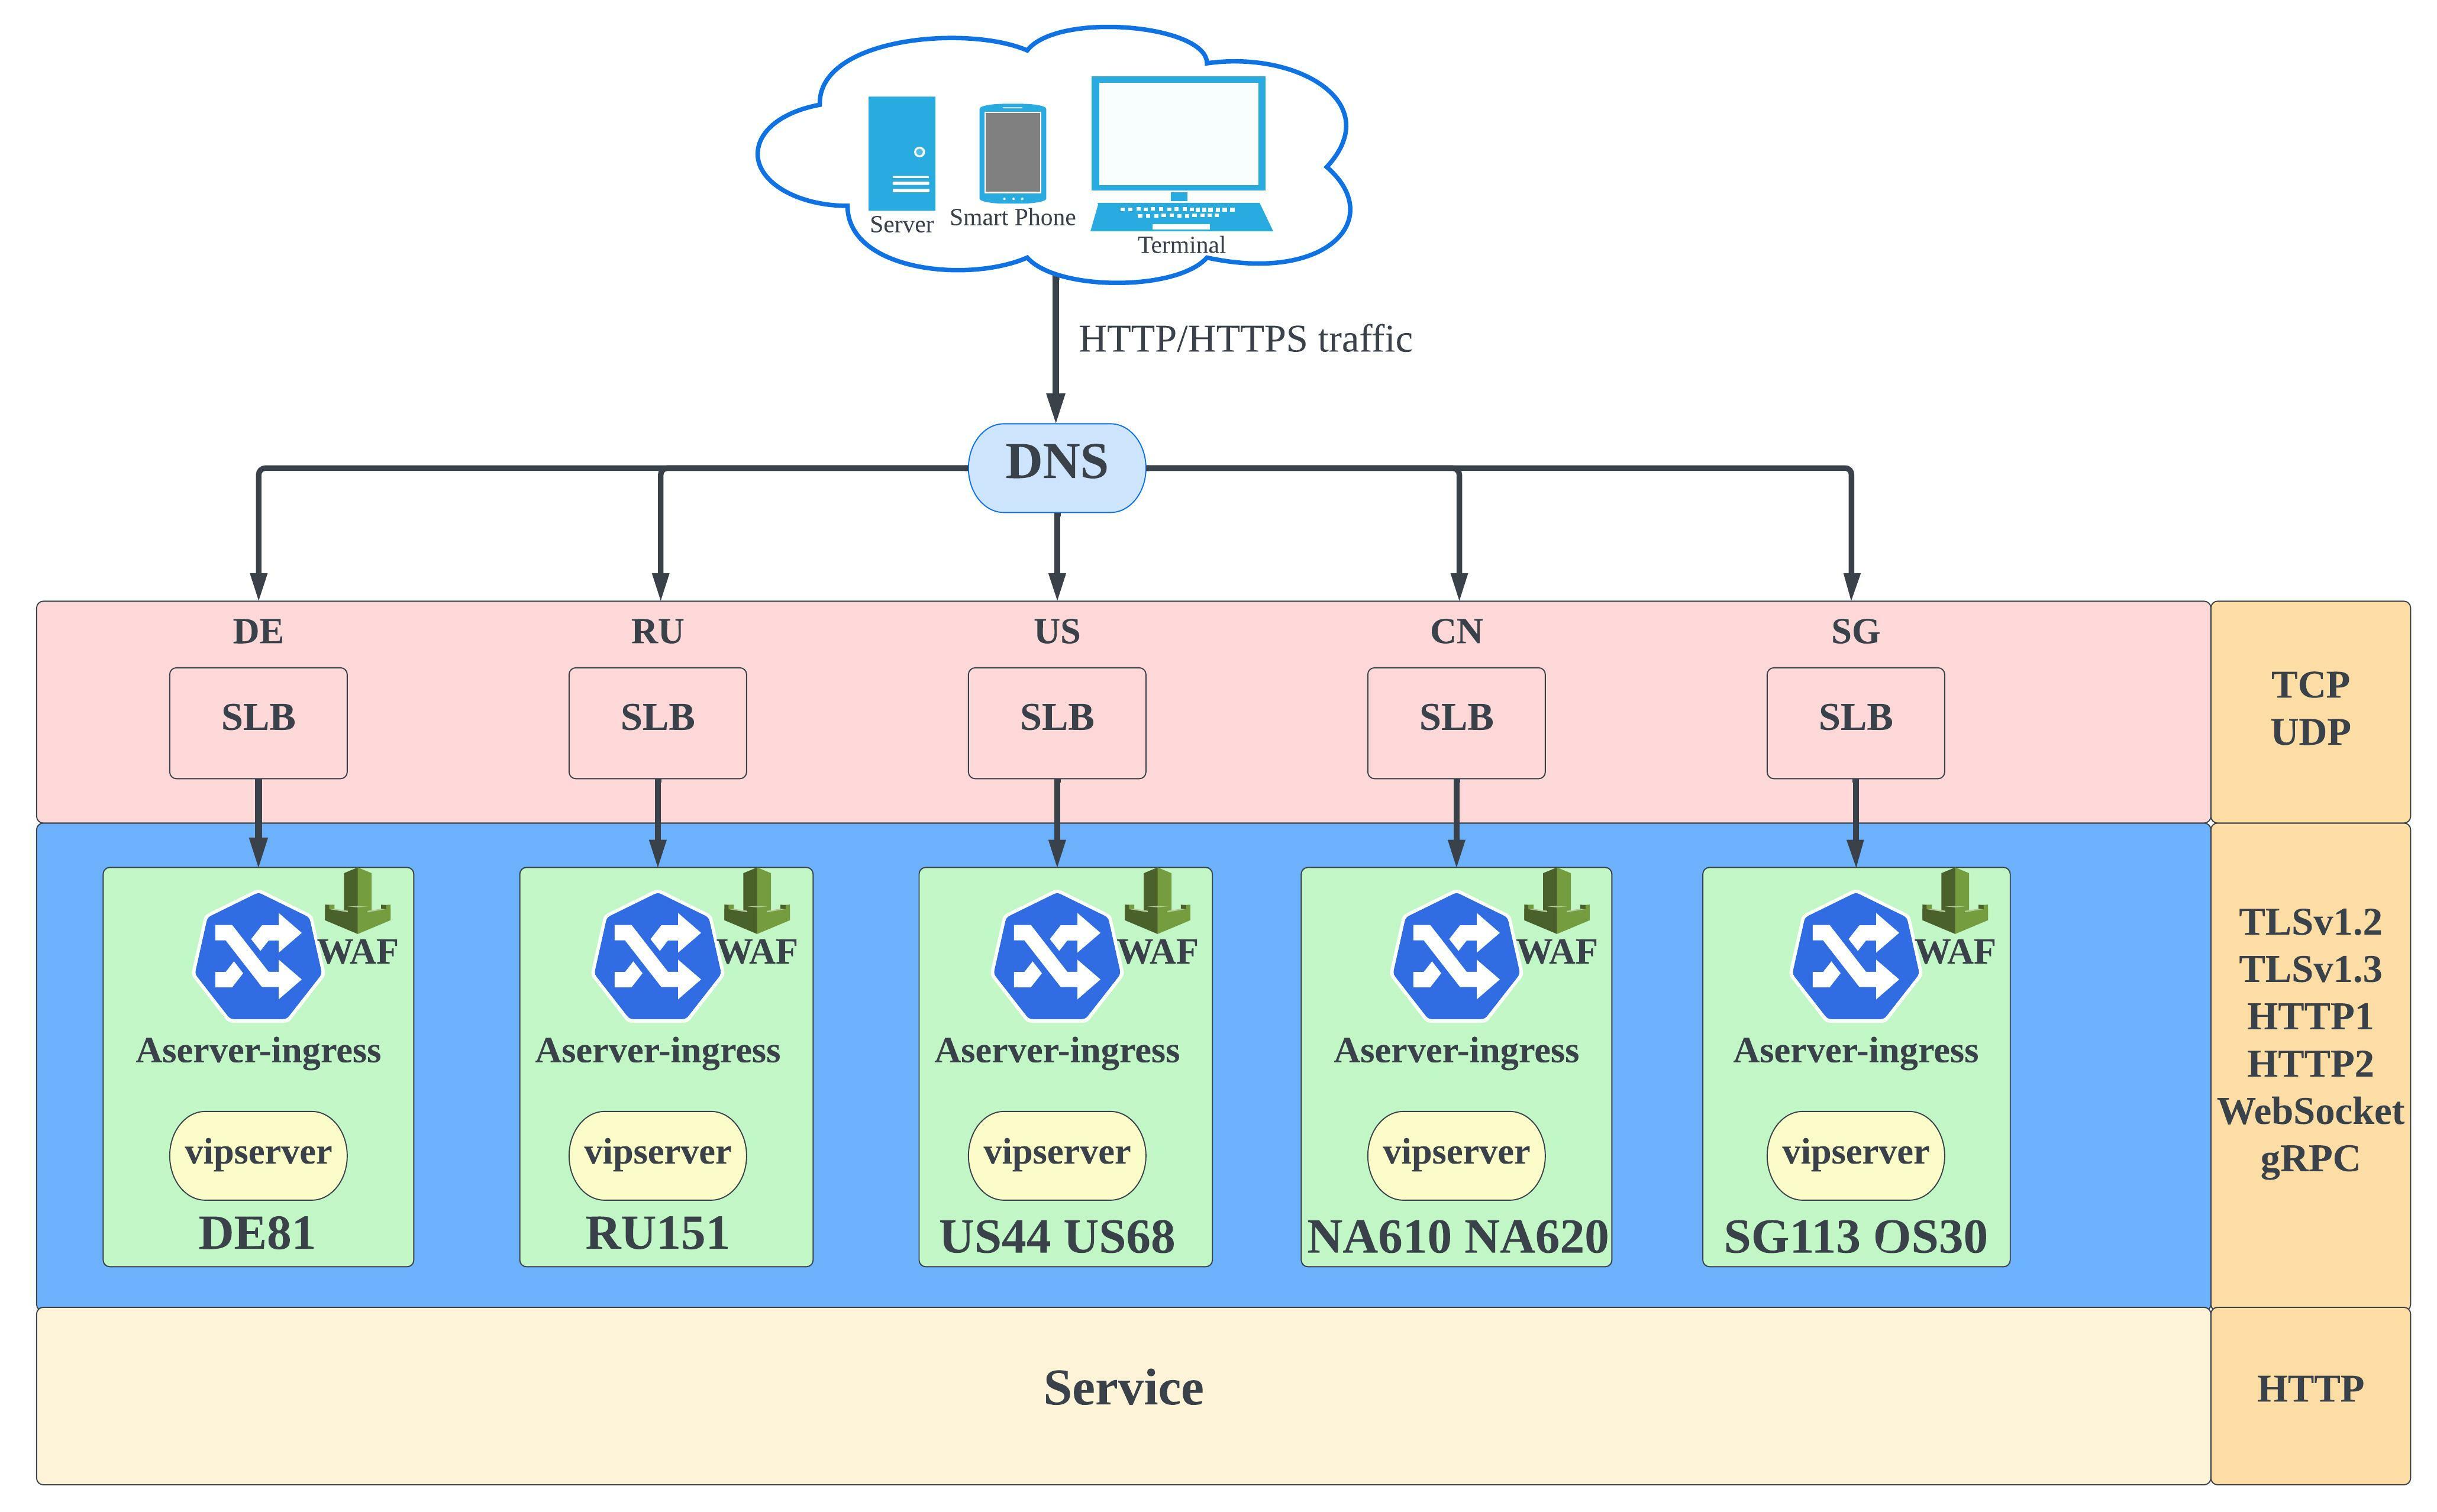 Server
Smart Phone
Terminal
HTTP/HTTPS traffic
DNS
DE
RU
US
CN
SG
SLB
SLB
SLB
SLB
SLB
TCP
UDP
WAF
WAF
WAF
WAF
WAF
Aserver-ingress
Aserver-ingress
Aserver-ingress
Aserver-ingress
Aserver-ingress
vipserver
vipserver
vipserver
vipserver
vipserver
DE81
RU151
US44 US68
NA610 NA620
SG113 OS30
TLSv1.2
TLSv1.3
HTTP1
HTTP2
WebSocket
gRPC
Service
HTTP